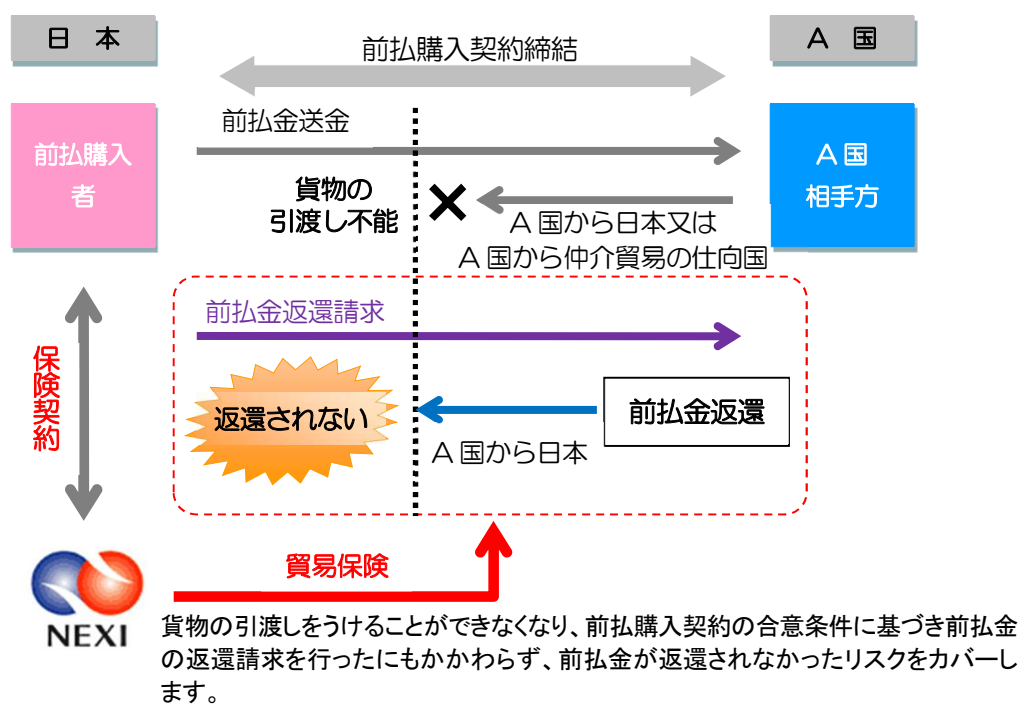 日 本
A 国
前払購入契約締結
前払購入
者
前払金送金
A国
相手方
貨物の
引渡し不能
A国から日本又は
A国から仲介貿易の仕向国
前払金返還請求
保険契約
返還されない
前払金返還
A国から日本
貿易保険
NEXI
貨物の引渡しをうけることができなくなり、前払購入契約の合意条件に基づき前払金
の返還請求を行ったにもかかわらず、前払金が返還されなかったリスクをカバーし
ます。